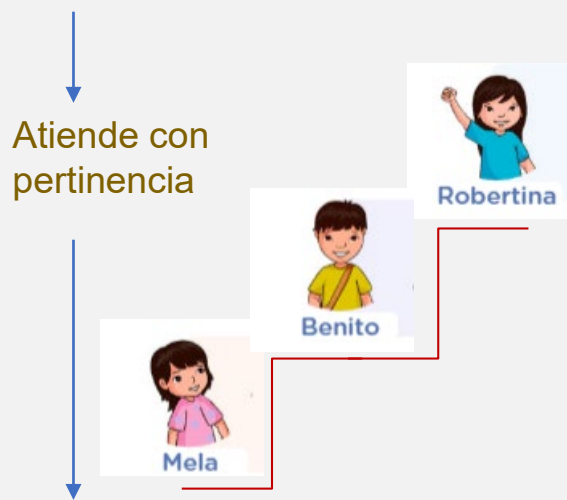 Atiende con
pertinencia
Robertina
Benito
Mela